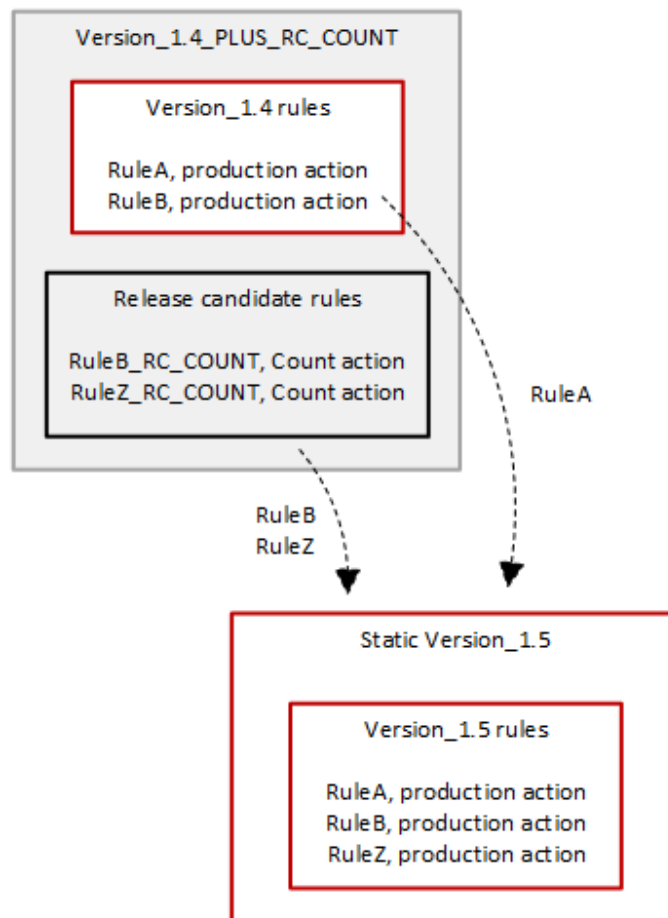 Version_1.4_PLUS_RC_COUNT
Version_1.4 rules
RuleA, production action
RuleB, production action
Release candidate rules
RuleB_RC_COUNT, Count action
RuleZ_RC_COUNT, Count action
RuleA
RuleB
RuleZ
Static Version_1.5
Version_1.5 rules
RuleA, production action
RuleB, production action
RuleZ, production action